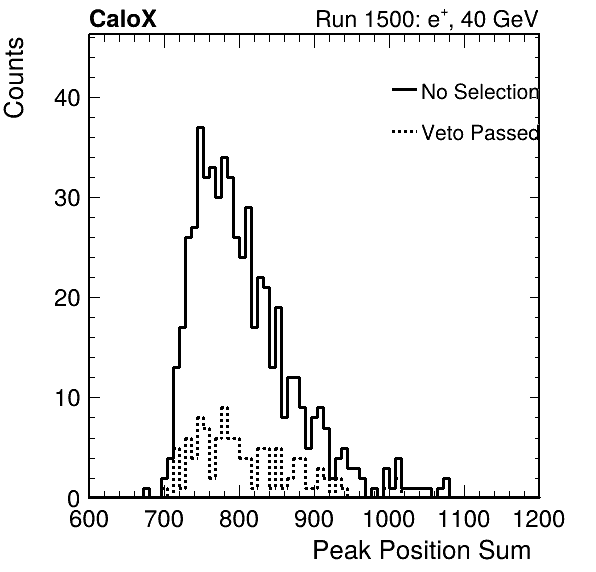 CaloX Run 1500: e+, 40 GeV
Counts
40
30
20
10
0
No Selection
Veto Passed
600 700 800 900 1000 1100 1200
Peak Position Sum